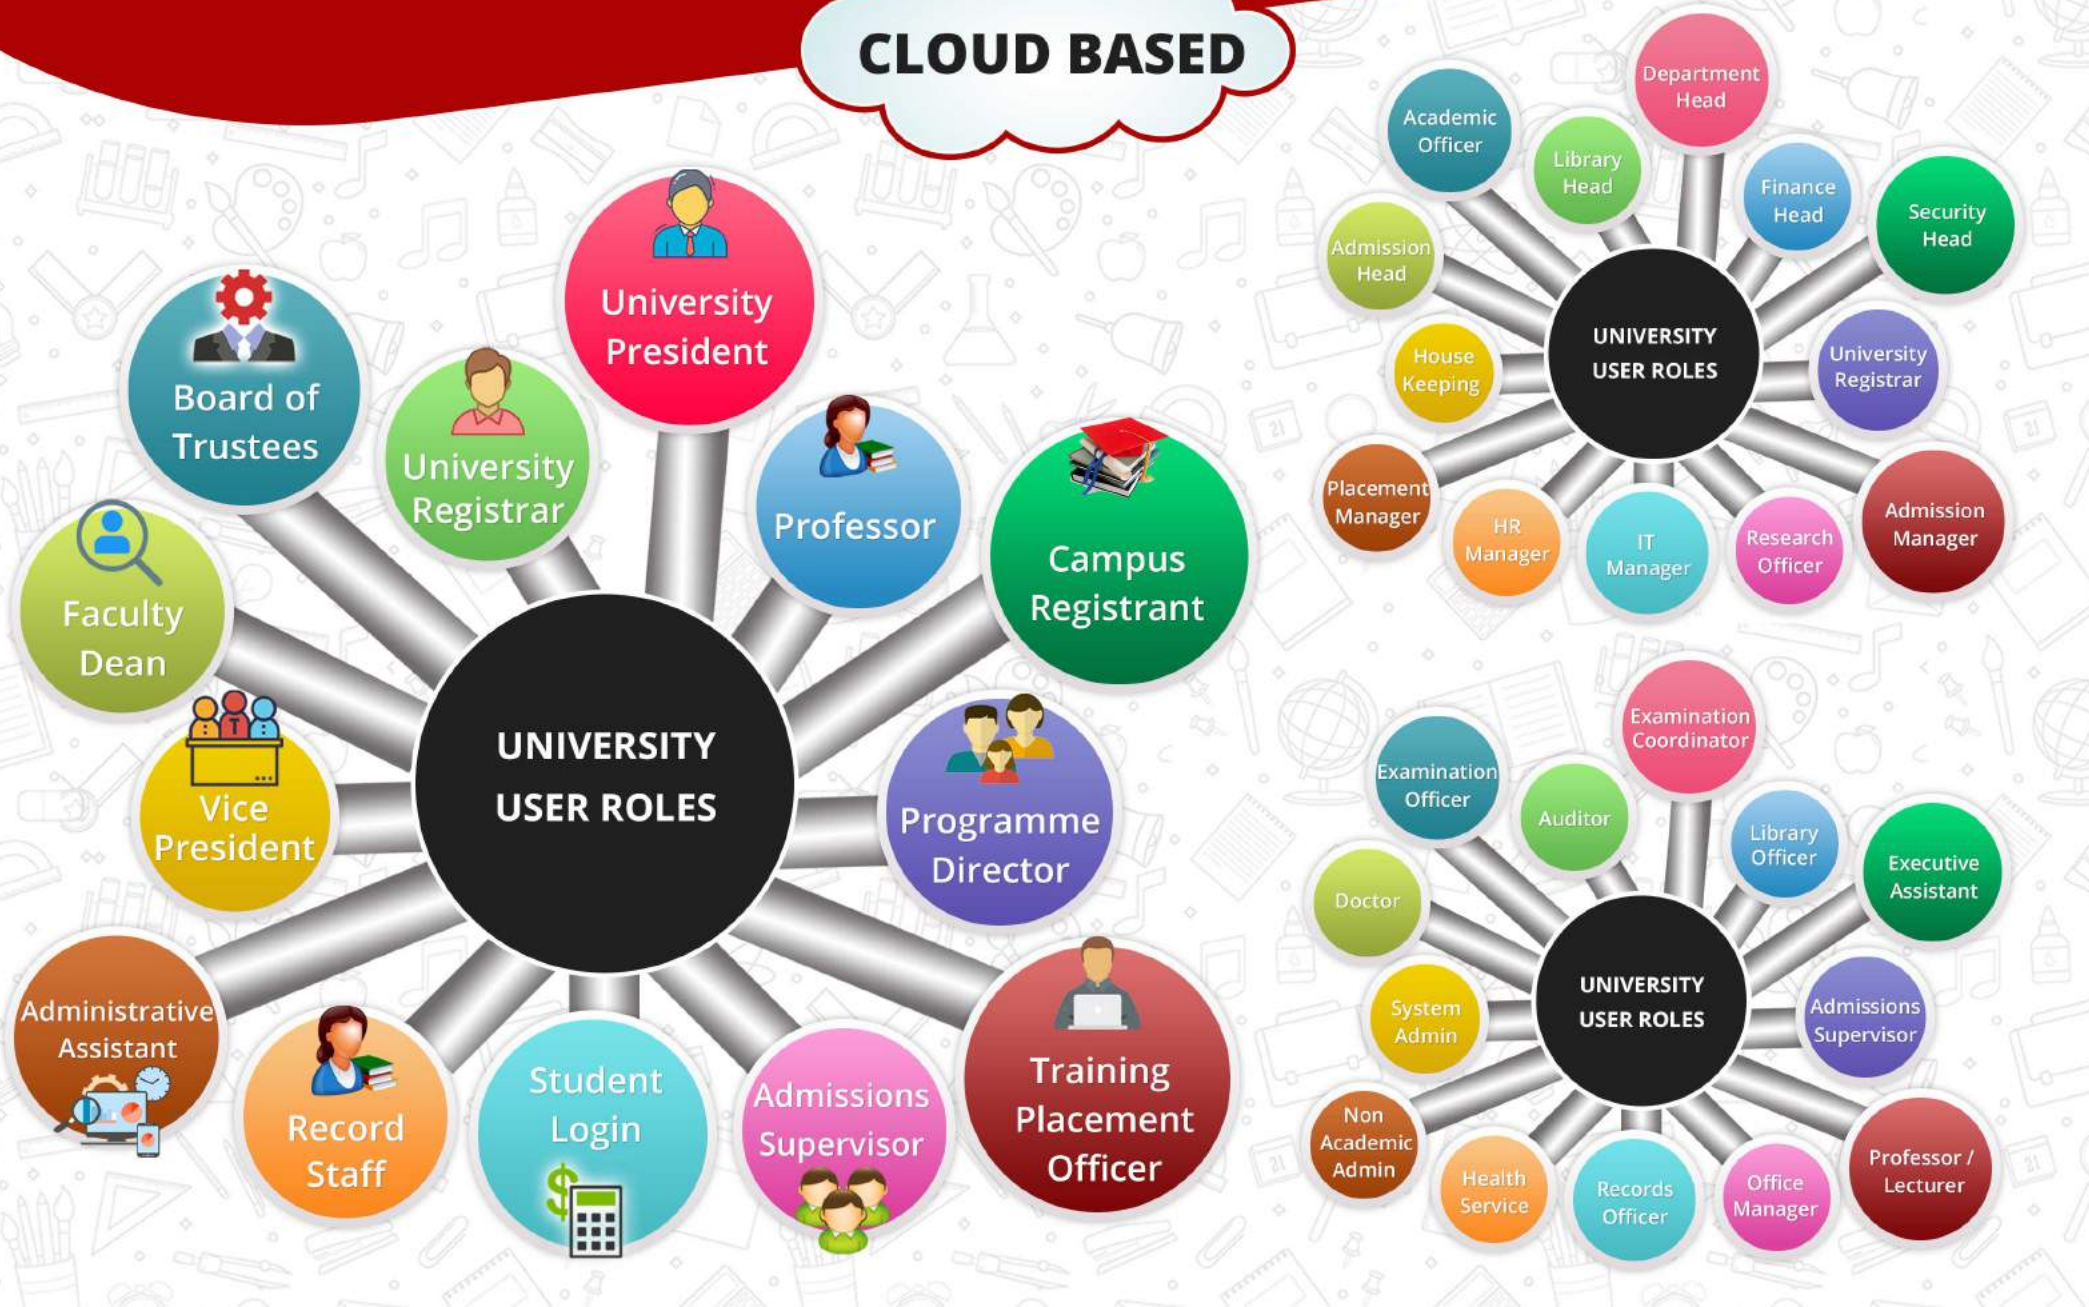 CLOUD BASED
University
President
Board of
Trustees
University
Registrar
Professor
Campus
Registrant
Faculty
Dean
Vice
President
UNIVERSITY
USER ROLES
Programme
Director
Administrative
Assistant
Record
Staff
Student
Login
Admissions
Supervisor
Training
Placement
Officer
Department
Head
Academic
Officer
Library
Head
Finance
Head
Security
Head
Admission
Head
House
Keeping
UNIVERSITY
USER ROLES
University
Registrar
Placement
Manager
HR
Manager
IT
Manager
Research
Officer
Admission
Manager
Examination
Coordinator
Examination
Officer
Auditor
Library
Officer
Executive
Assistant
Doctor
System
Admin
UNIVERSITY
USER ROLES
Admissions
Supervisor
Non
Academic
Admin
Health
Service
Records
Officer
Office
Manager
Professor /
Lecturer